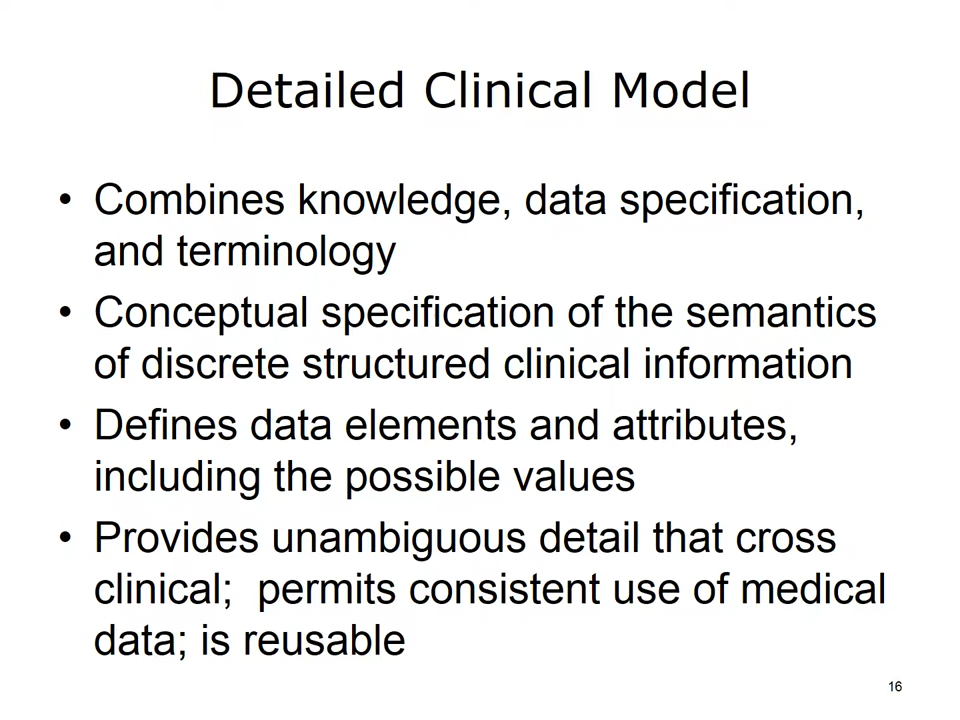 Detailed Clinical Model
• Combines knowledge, data specification,
and terminology
• Conceptual specification of the semantics
of discrete structured clinical information
• Defines data elements and attributes,
including the possible values
• Provides unambiguous detail that cross
clinical;  permits consistent use of medical
data; is reusable
16